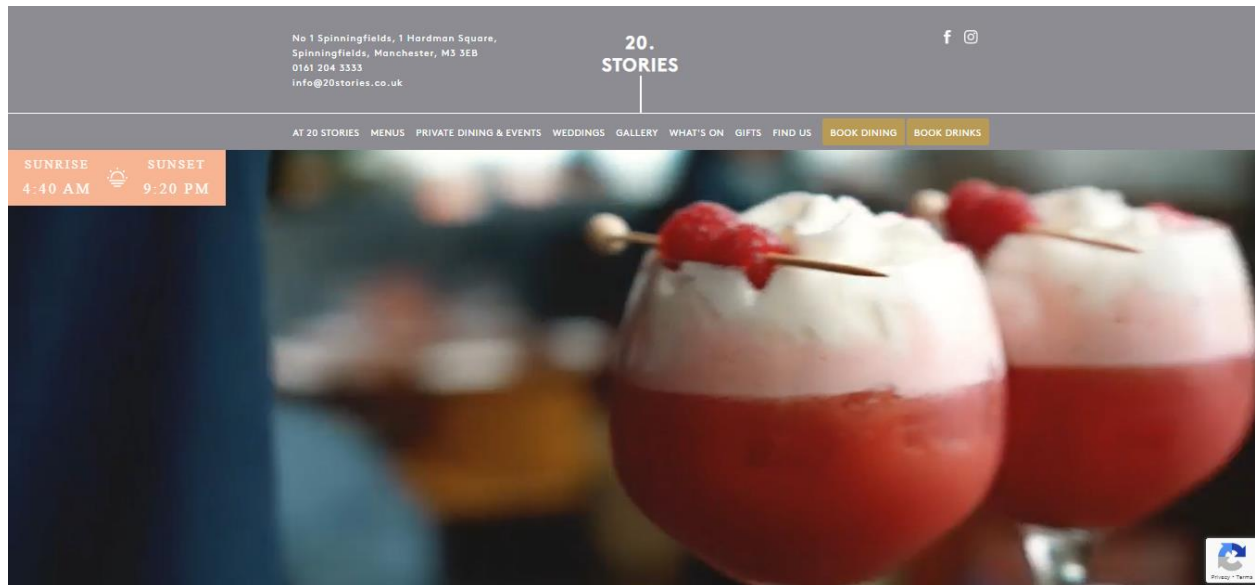 No 1 Spinningfields, 1 Hardman Square,
Spinningfields, Manchester, M3 3EB
0161 204 3333
info@20stories.co.uk
20.
STORIES
f
AT 20 STORIES MENUS PRIVATE DINING & EVENTS WEDDINGS GALLERY WHAT'S ON GIFTS FIND US BOOK DINING BOOK DRINKS
SUNRISE SUNSET
4:40 AM 9:20 PM
Privacy - Terms